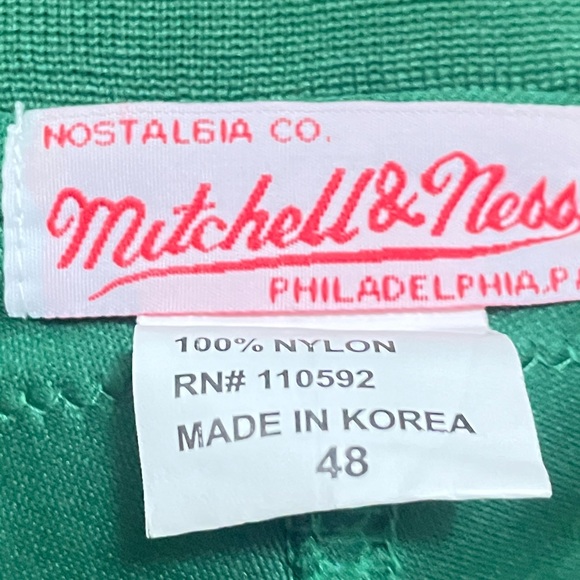 NOSTALGIA CO.
Mitchell & Ness
PHILADELPHIA, PA
100% NYLON
RN# 110592
MADE IN KOREA
48